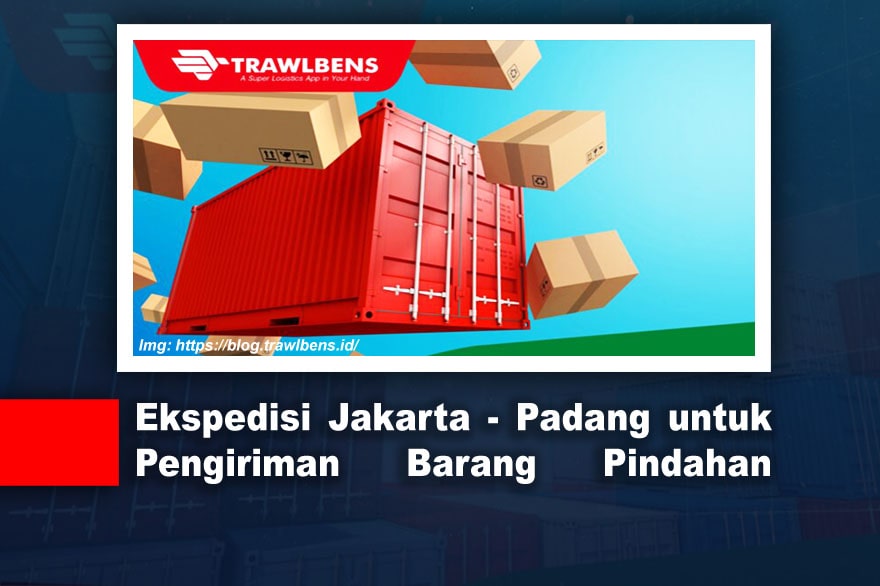 TRAWLBENS
A Super Logistics App in Your Hand
Img: https://blog.trawlbens.id/
Ekspedisi Jakarta - Padang untuk
Pengiriman Barang Pindahan